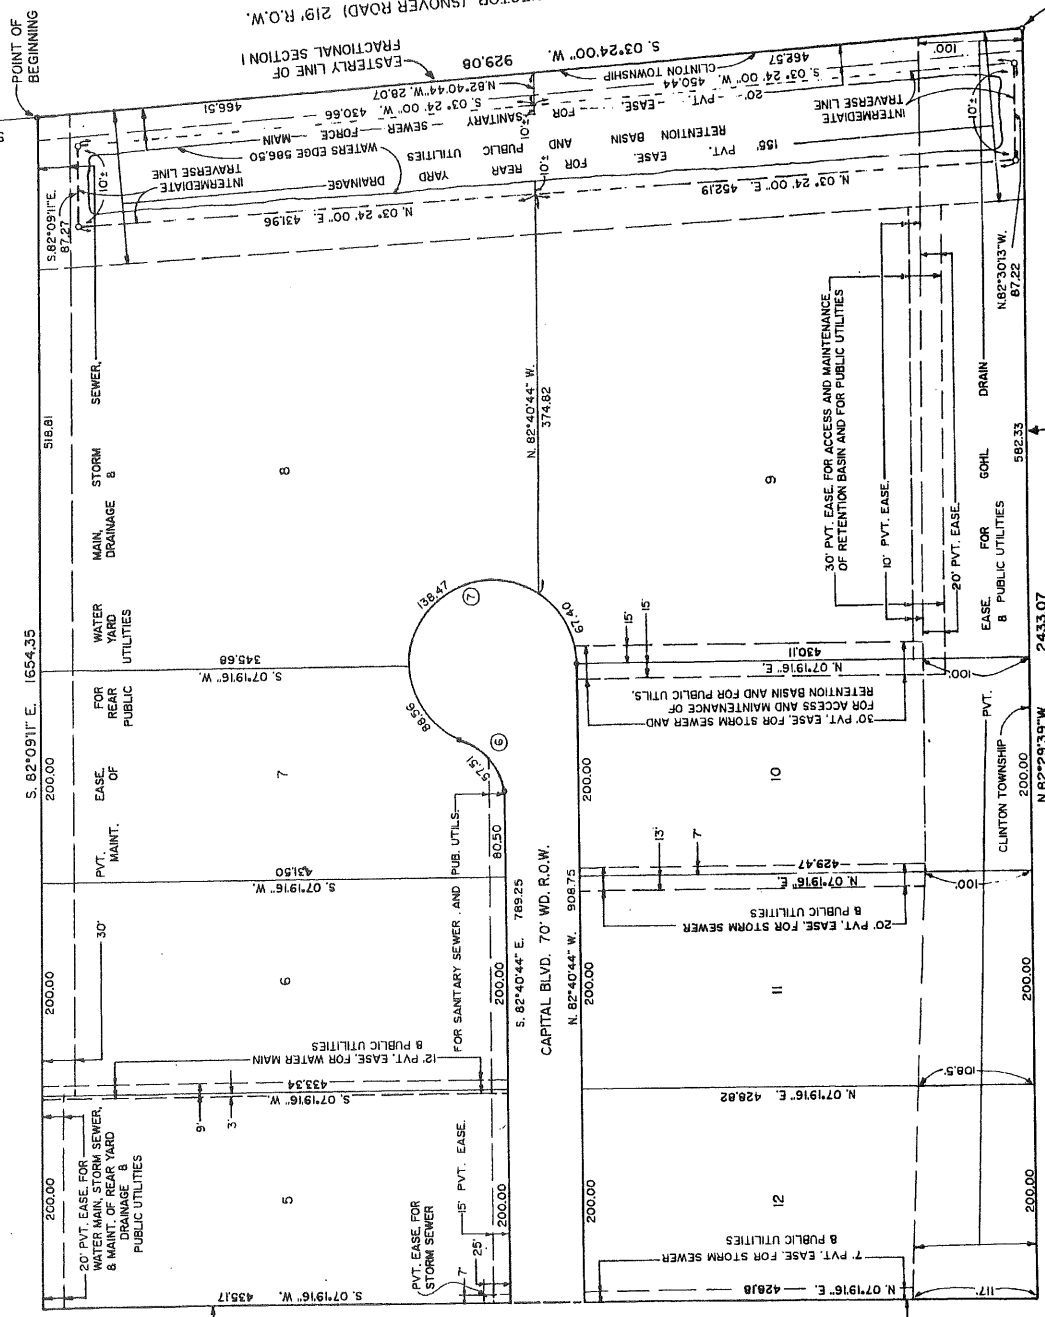 POINT OF
BEGINNING
(SNOVER ROAD) 219' R.O.W.
EASTERLY LINE OF
FRACTIONAL SECTION 1
S. 03°24'00" W.
929.08
466.51
462.57
CLINTON TOWNSHIP
N.82°40'44"W. 28.07
S. 03° 24' 00" W. 430.66
S. 03° 24' 00" W. 450.44
20' PVT. EASE. FOR
SANITARY SEWER FORCE MAIN
INTERMEDIATE
TRAVERSE LINE
WATERS EDGE 586.50
155' PVT. EASE. FOR RETENTION BASIN AND
REAR YARD DRAINAGE AND PUBLIC UTILITIES
INTERMEDIATE
TRAVERSE LINE
N. 03° 24' 00" E.
431.96
N. 03° 24' 00" E.
452.19
10'±
10'±
10'±
10'±
100'
S.82°09'11"E.
87.27
N.82°30'13"W.
87.22
S. 82°09'11" E. 1654.35
518.81
200.00
200.00
200.00
PVT. EASE. FOR WATER MAIN, STORM SEWER,
MAINT. OF REAR YARD DRAINAGE &
PUBLIC UTILITIES
8
N. 82°40'44" W.
374.82
9
138.47
7
67.40
88.56
57.51
6
S. 07°19'16" W.
345.68
7
S. 07°19'16" W.
431.50
30'
6
12' PVT. EASE. FOR WATER MAIN
& PUBLIC UTILITIES
S. 07°19'16" W.
433.34
9'
3'
20' PVT. EASE. FOR
WATER MAIN, STORM SEWER,
& MAINT. OF REAR YARD
DRAINAGE &
PUBLIC UTILITIES
5
S. 07°19'16" W. 435.17
PVT. EASE. FOR
STORM SEWER
7'
25'
15' PVT. EASE.
FOR SANITARY SEWER AND PUB. UTILS.
80.50
200.00
200.00
S. 82°40'44" E. 789.25
CAPITAL BLVD. 70' WD. R.O.W.
N. 82°40'44" W. 908.75
200.00
200.00
200.00
15'
15'
N. 07°19'16" E.
430.11
30' PVT. EASE. FOR STORM SEWER AND
FOR ACCESS AND MAINTENANCE OF
RETENTION BASIN AND FOR PUBLIC UTILS.
30' PVT. EASE. FOR ACCESS AND MAINTENANCE
OF RETENTION BASIN AND FOR PUBLIC UTILITIES
10' PVT. EASE.
20' PVT. EASE.
10
13'
7'
N. 07°19'16" E.
429.47
20' PVT. EASE. FOR STORM SEWER
& PUBLIC UTILITIES
11
N. 07°19'16" E. 428.82
12
7' PVT. EASE. FOR STORM SEWER
& PUBLIC UTILITIES
N. 07°19'16" E. 428.18
PVT. EASE. FOR GOHL DRAIN
& PUBLIC UTILITIES
100'
100'
108.5'
117'
CLINTON TOWNSHIP
582.33
200.00
200.00
200.00
N.82°29'39"W. 2433.07